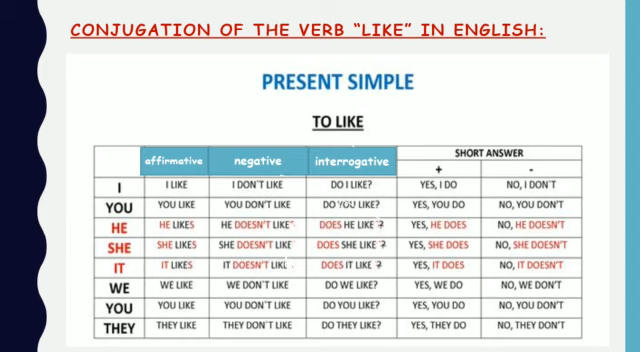 CONJUGATION OF THE VERB “LIKE” IN ENGLISH:
PRESENT SIMPLE
TO LIKE
affirmative negative interrogative SHORT ANSWER
+ -
I I LIKE I DON´T LIKE DO I LIKE? YES, I DO NO, I DON´T
YOU YOU LIKE YOU DON’T LIKE DO YOU LIKE? YES, YOU DO NO, YOU DON’T
HE HE LIKES HE DOESN’T LIKE DOES HE LIKE ? YES, HE DOES NO, HE DOESN’T
SHE SHE LIKES SHE DOESN’T LIKE DOES SHE LIKE ? YES, SHE DOES NO, SHE DOESN’T
IT IT LIKES IT DOESN’T LIKE DOES IT LIKE ? YES, IT DOES NO, IT DOESN’T
WE WE LIKE WE DON’T LIKE DO WE LIKE? YES, WE DO NO, WE DON’T
YOU YOU LIKE YOU DON´T LIKE DO YOU LIKE? YES, YOU DO NO, YOU DON’T
THEY THEY LIKE THEY DON´T LIKE DO THEY LIKE? YES, THEY DO NO, THEY DON’T